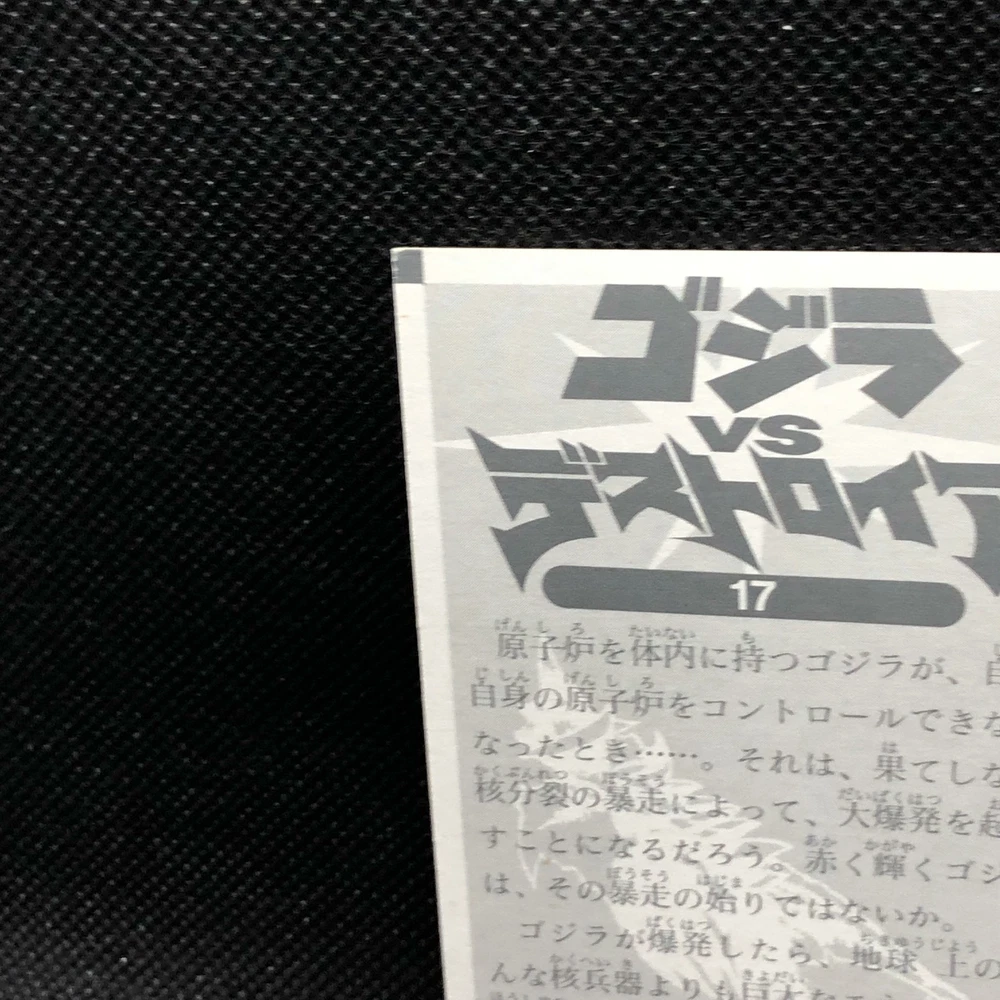 ゴジラ
VS
デストロイア
17
原子炉を体内に持つゴジラが、自
自身の原子炉をコントロールできな
なったとき……。それは、果てしな
核分裂の暴走によって、大爆発を起
すことになるだろう。赤く輝くゴジ
は、その暴走の始りではないか。
ゴジラが爆発したら、地球上の
んな核兵器よりも巨大な